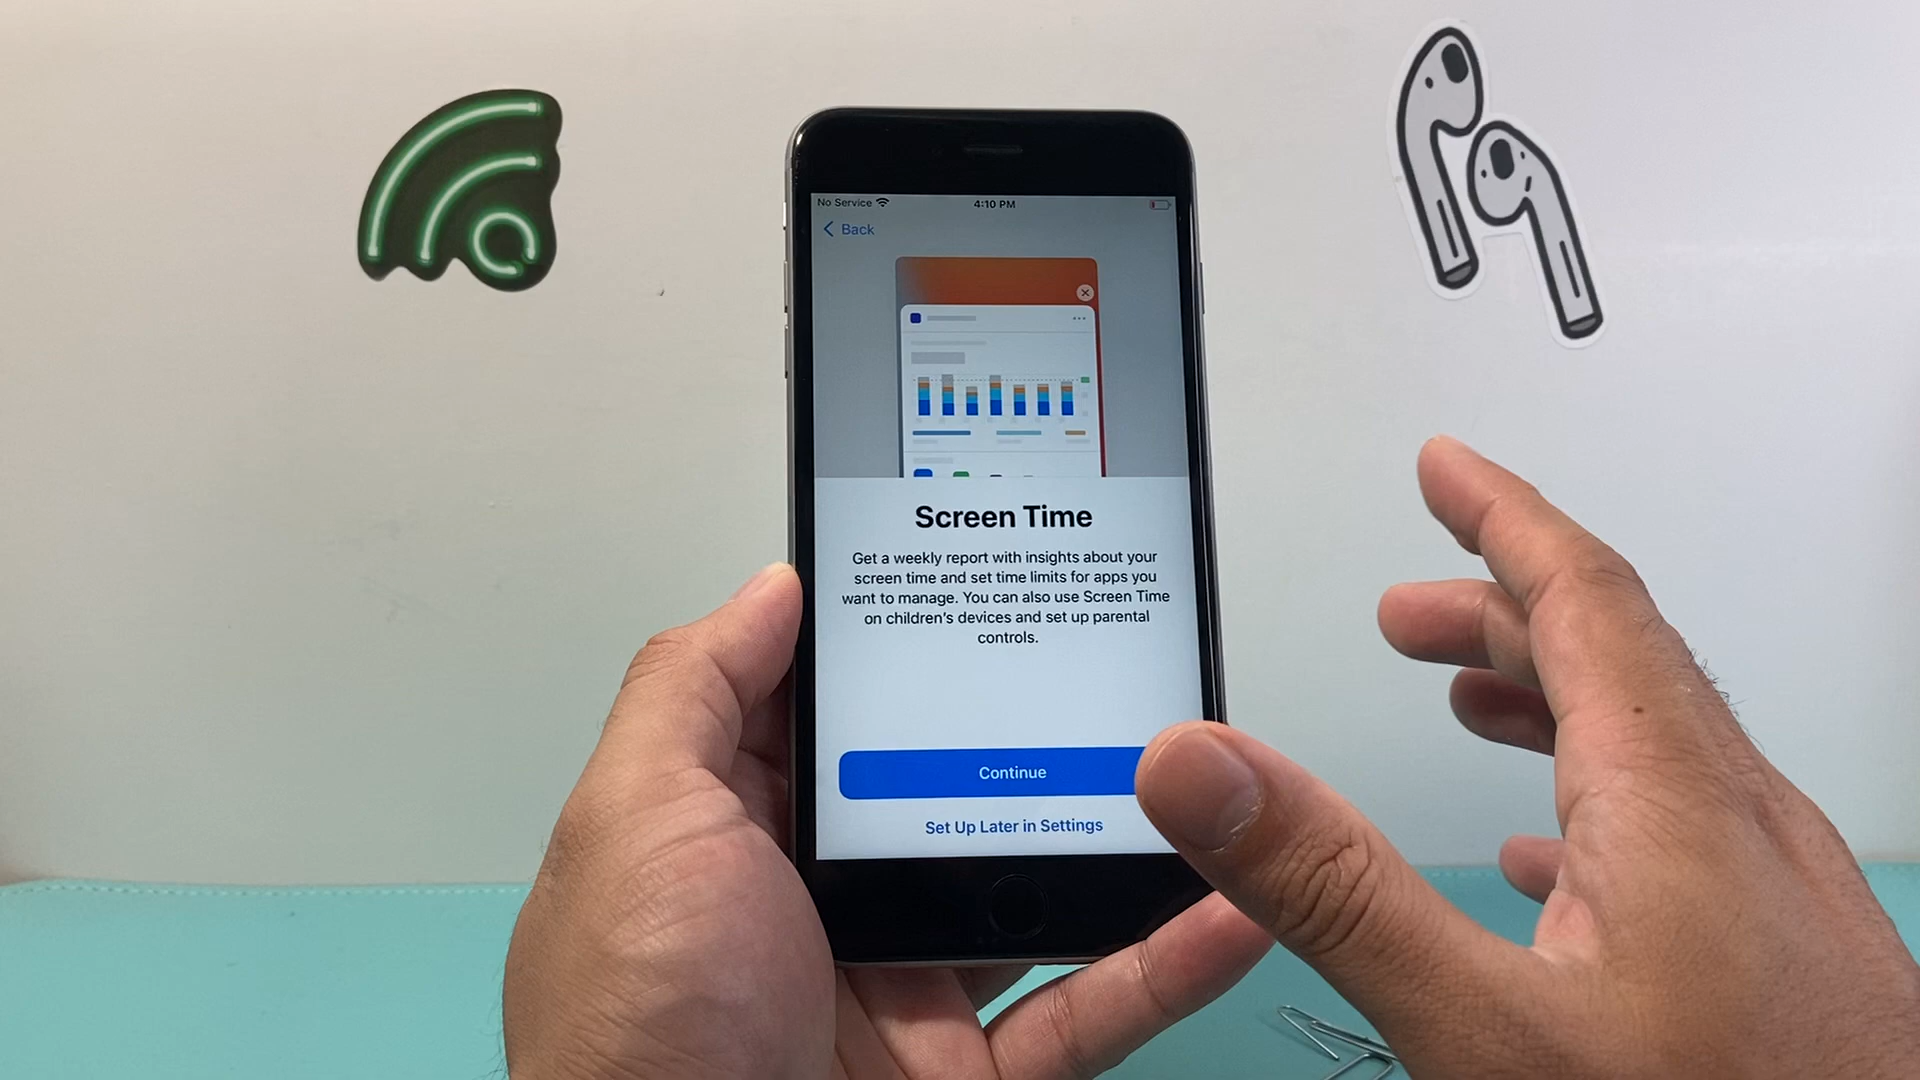 No Service
4:10 PM
Back
Screen Time
Get a weekly report with insights about your
screen time and set time limits for apps you
want to manage. You can also use Screen Time
on children's devices and set up parental
controls.
Continue
Set Up Later in Settings